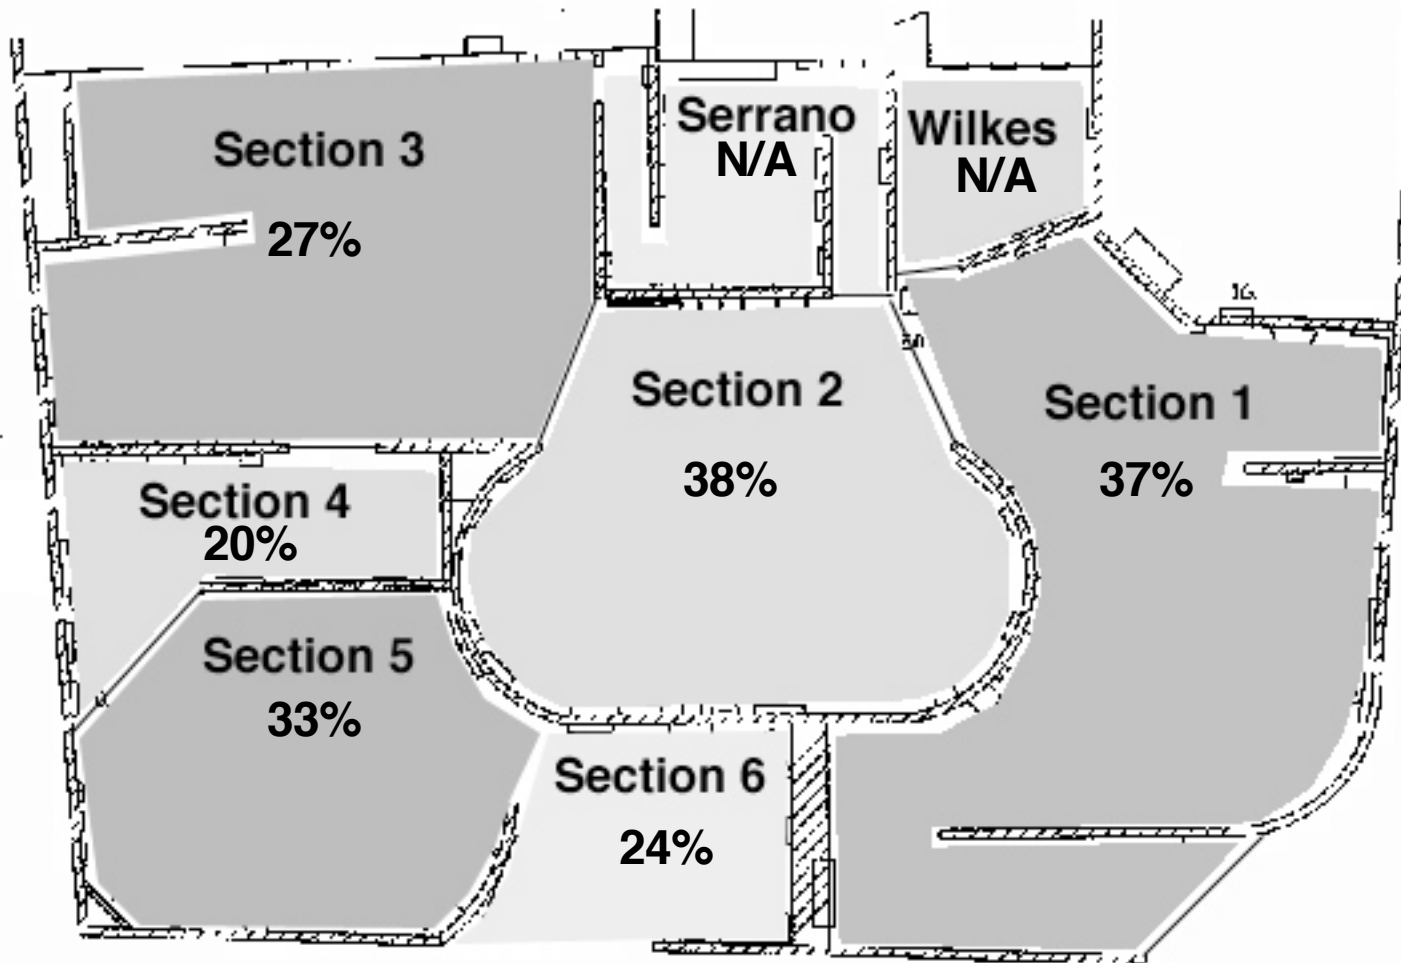 Section 3
27%
Serrano
N/A
Wilkes
N/A
Section 2
38%
Section 1
37%
Section 4
20%
Section 5
33%
Section 6
24%